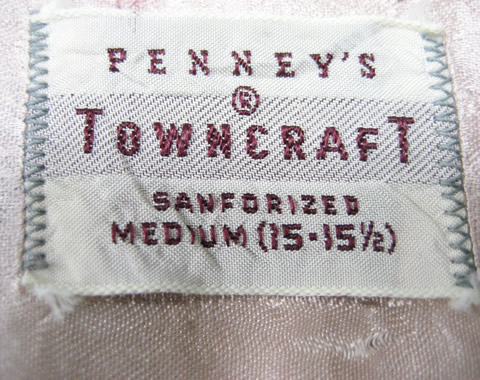 PENNEY'S
®
TOWNCRAFT
SANFORIZED
MEDIUM (15-15½)